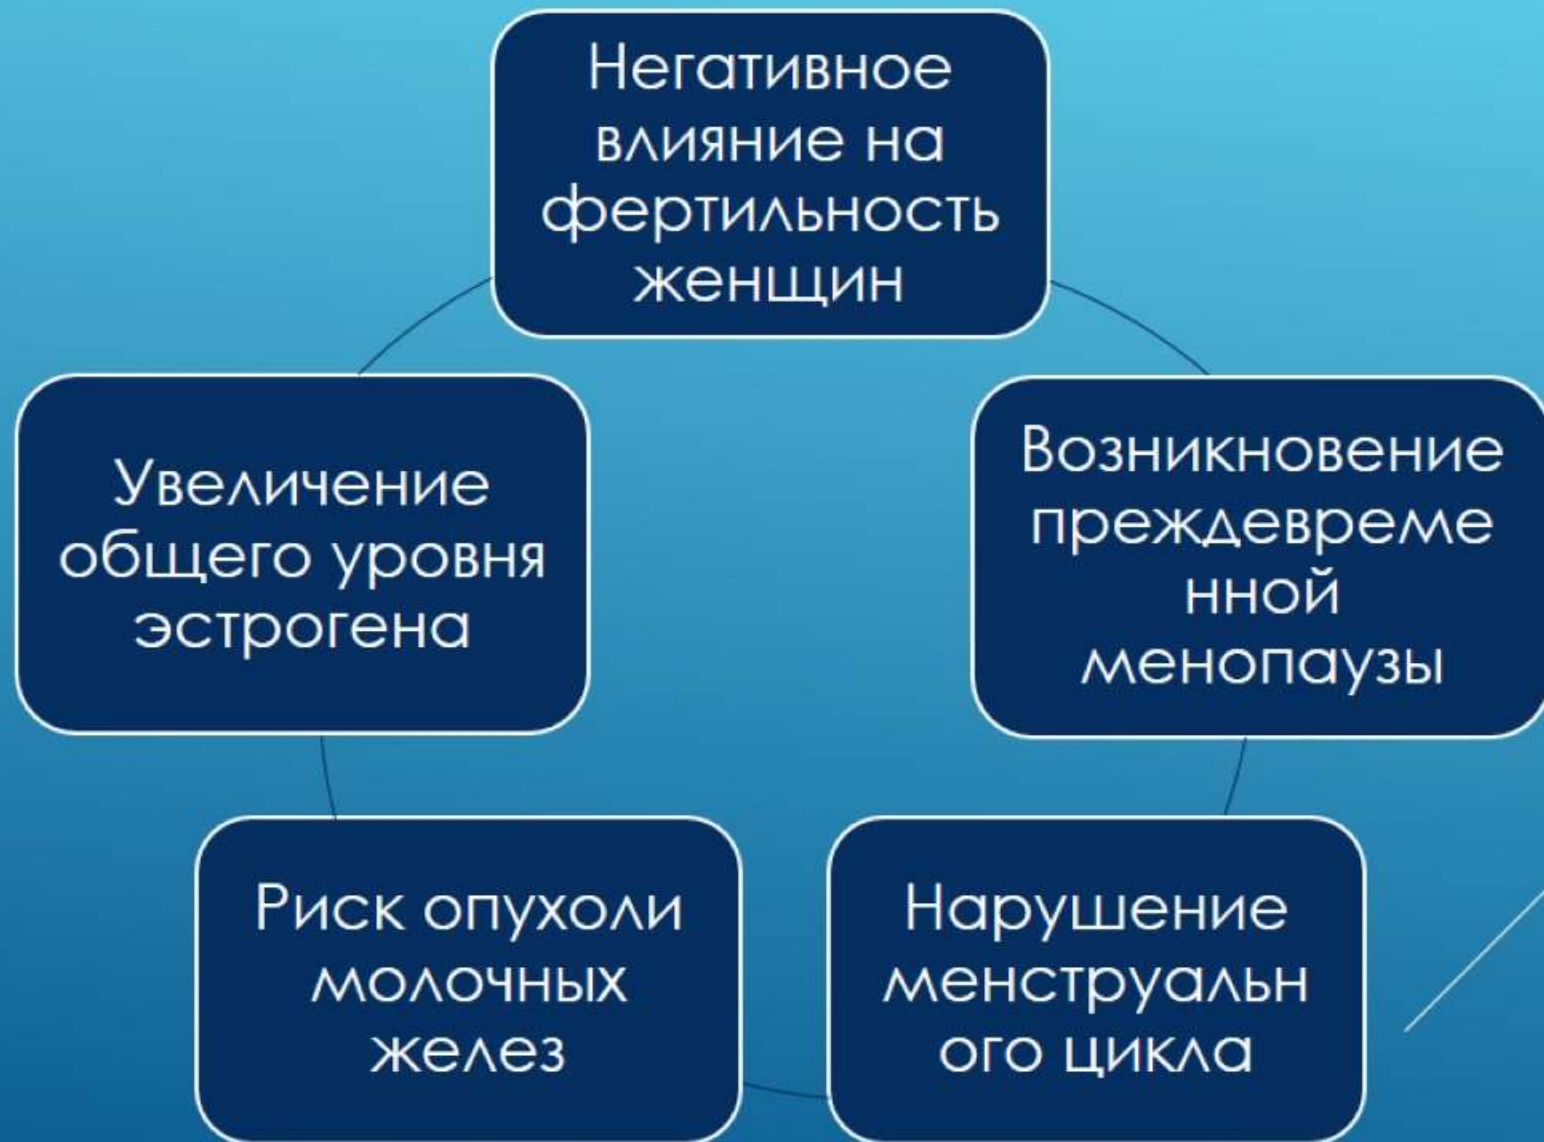 Негативное
влияние на
фертильность
женщин
Увеличение
общего уровня
эстрогена
Возникновение
преждевреме
нной
менопаузы
Риск опухоли
молочных
желез
Нарушение
менструальн
ого цикла